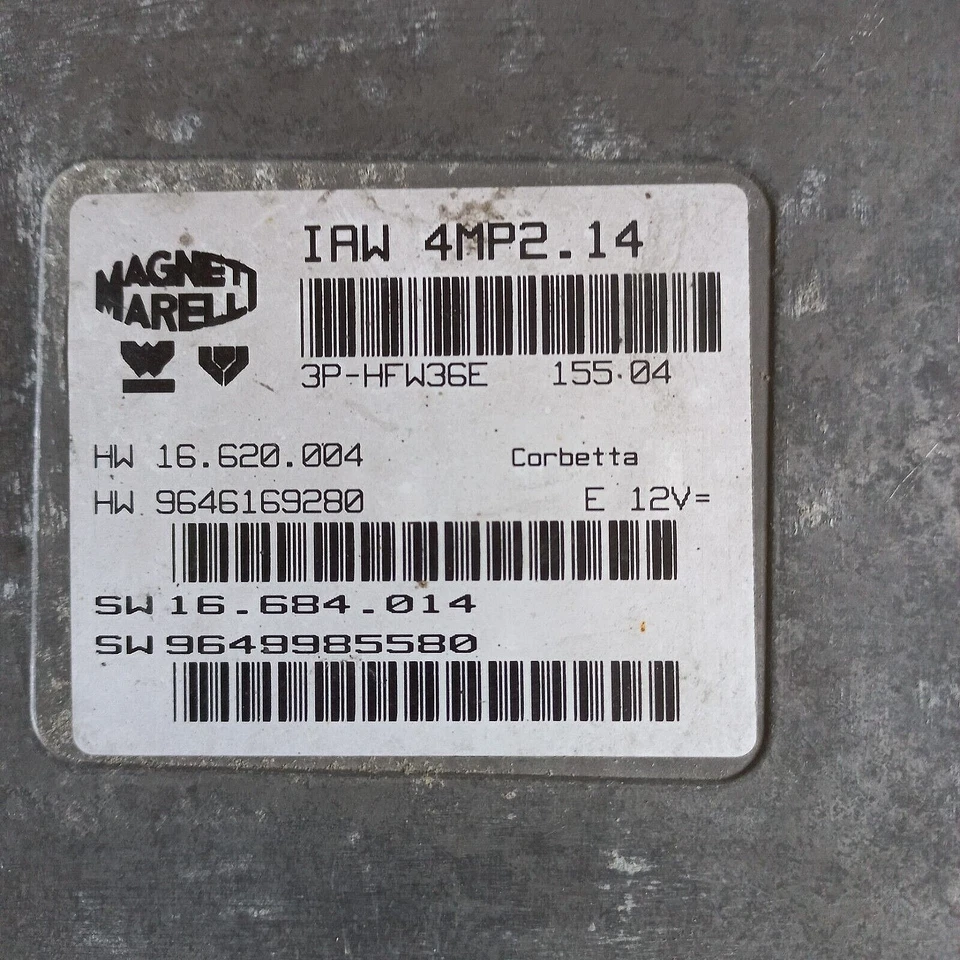 IAW 4MP2.14
MAGNETI
MARELLI
3P-HFW36E 155.04
HW 16.620.004 Corbetta
HW 9646169280 E 12V=
SW 16.684.014
SW 9649985580